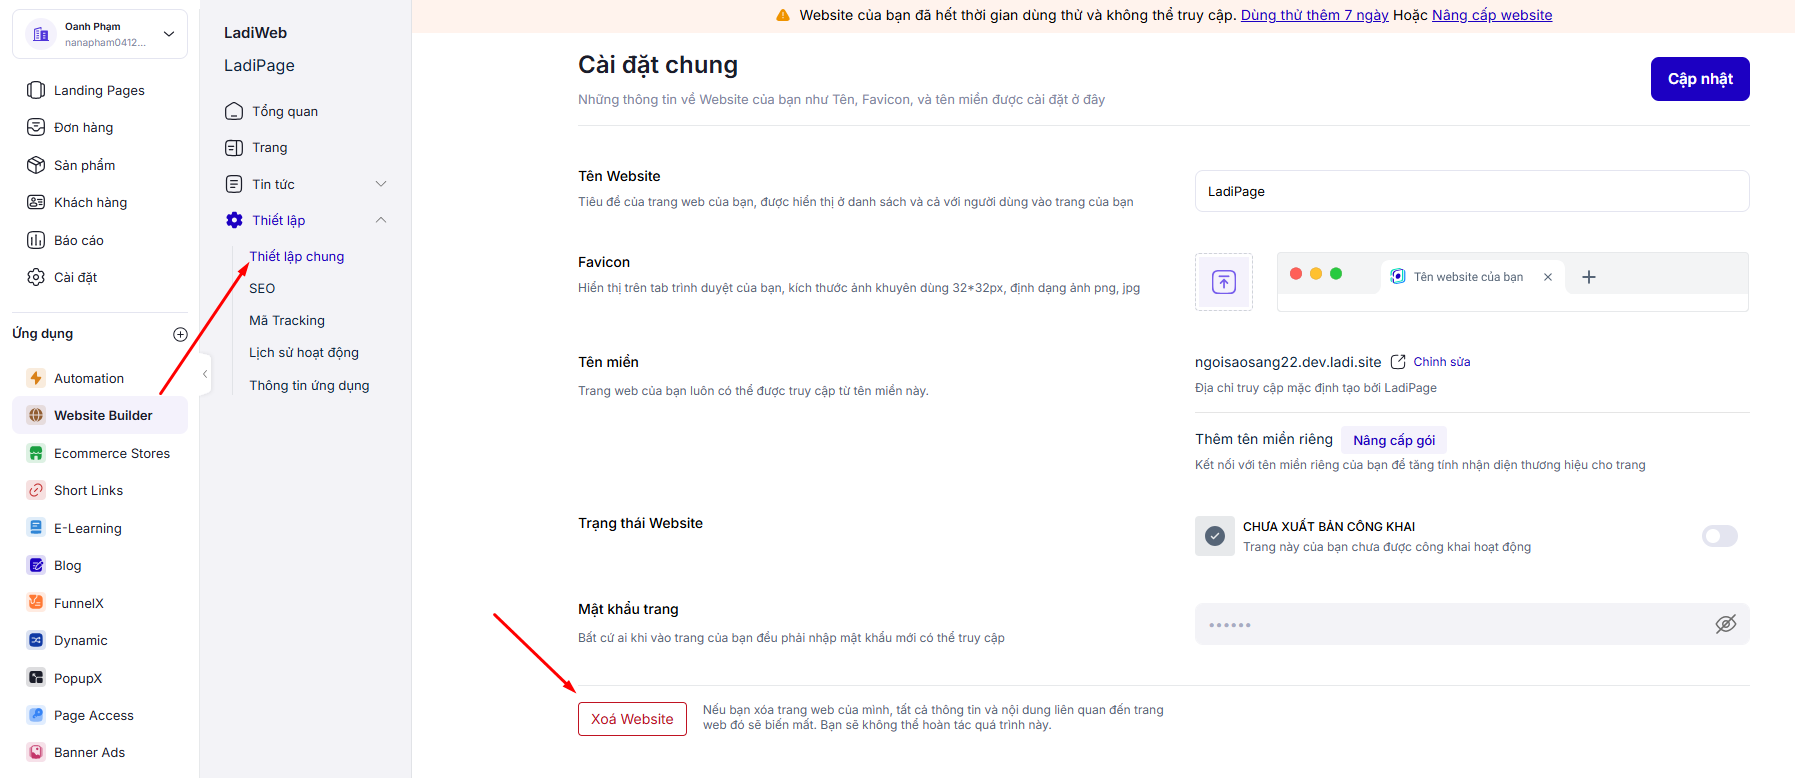 Oanh Phạm
nanapham0412...
Landing Pages
Đơn hàng
Sản phẩm
Khách hàng
Báo cáo
Cài đặt
Ứng dụng
Automation
Website Builder
Ecommerce Stores
Short Links
E-Learning
Blog
FunnelX
Dynamic
PopupX
Page Access
Banner Ads
LadiWeb
LadiPage
Tổng quan
Trang
Tin tức
Thiết lập
Thiết lập chung
SEO
Mã Tracking
Lịch sử hoạt động
Thông tin ứng dụng
Website của bạn đã hết thời gian dùng thử và không thể truy cập. Dùng thử thêm 7 ngày Hoặc Nâng cấp website
Cài đặt chung
Những thông tin về Website của bạn như Tên, Favicon, và tên miền được cài đặt ở đây
Cập nhật
Tên Website
Tiêu đề của trang web của bạn, được hiển thị ở danh sách và cả với người dùng vào trang của bạn
LadiPage
Favicon
Hiển thị trên tab trình duyệt của bạn, kích thước ảnh khuyên dùng 32*32px, định dạng ảnh png, jpg
Tên website của bạn
Tên miền
Trang web của bạn luôn có thể được truy cập từ tên miền này.
ngoisaosang22.dev.ladi.site Chỉnh sửa
Địa chỉ truy cập mặc định tạo bởi LadiPage
Thêm tên miền riêng Nâng cấp gói
Kết nối với tên miền riêng của bạn để tăng tính nhận diện thương hiệu cho trang
Trạng thái Website
CHƯA XUẤT BẢN CÔNG KHAI
Trang này của bạn chưa được công khai hoạt động
Mật khẩu trang
Bất cứ ai khi vào trang của bạn đều phải nhập mật khẩu mới có thể truy cập
Xoá Website
Nếu bạn xóa trang web của mình, tất cả thông tin và nội dung liên quan đến trang
web đó sẽ biến mất. Bạn sẽ không thể hoàn tác quá trình này.